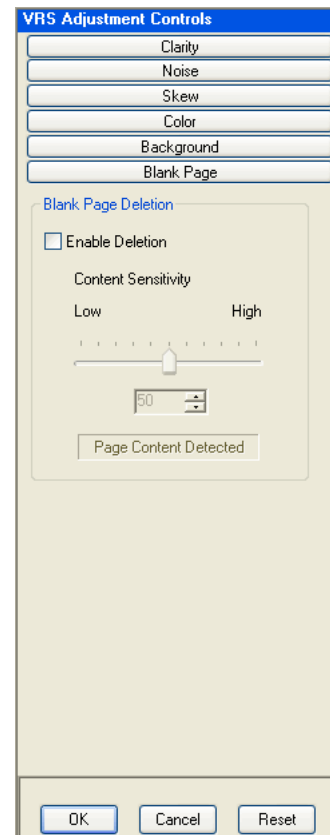 VRS Adjustment Controls
Clarity
Noise
Skew
Color
Background
Blank Page
Blank Page Deletion
Enable Deletion
Content Sensitivity
Low High
50
Page Content Detected
OK Cancel Reset